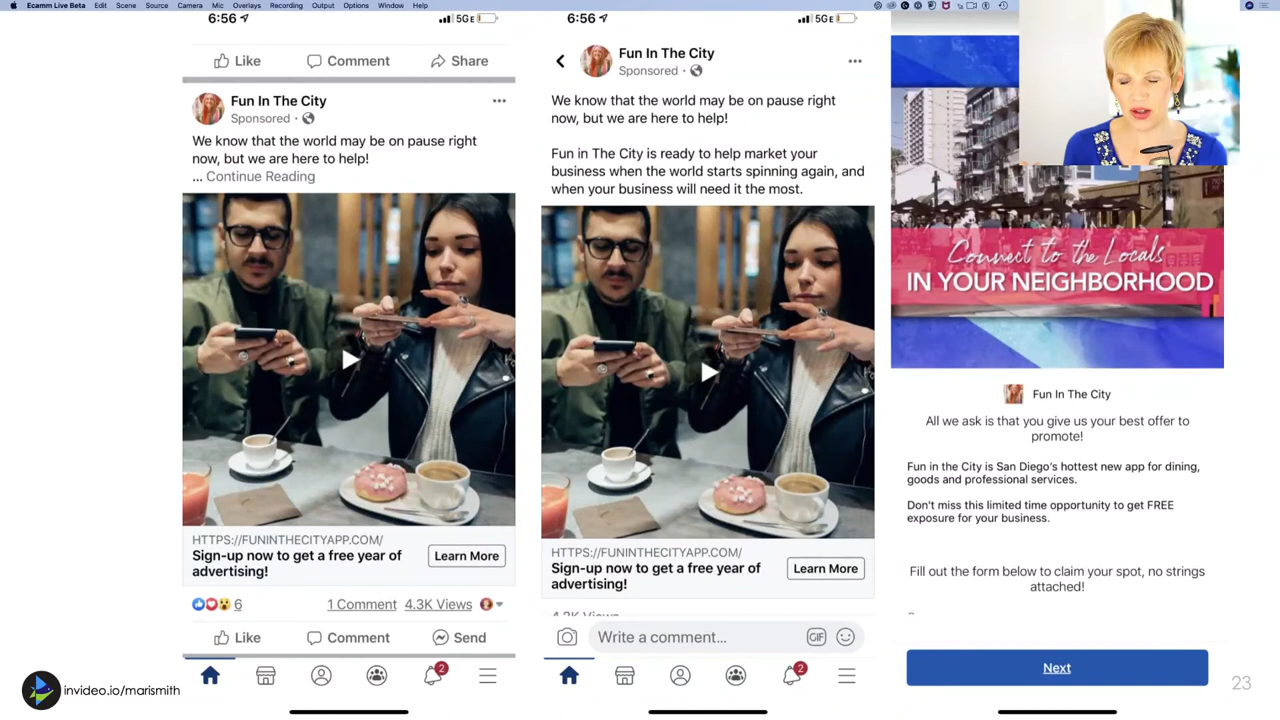 Ecamm Live Beta Edit Scene Source Camera Mic Overlays Recording Output Options Window Help
6:56
5GE
Like Comment Share
Fun In The City
Sponsored ·
We know that the world may be on pause right
now, but we are here to help!
... Continue Reading
HTTPS://FUNINTHECITYAPP.COM/
Sign-up now to get a free year of
advertising!
Learn More
6 1 Comment 4.3K Views
Like Comment Send
2
6:56
5GE
Fun In The City
Sponsored ·
We know that the world may be on pause right
now, but we are here to help!
Fun in The City is ready to help market your
business when the world starts spinning again, and
when your business will need it the most.
HTTPS://FUNINTHECITYAPP.COM/
Sign-up now to get a free year of
advertising!
Learn More
4.3K Views
Write a comment...
GIF
2
Connect to the Locals
IN YOUR NEIGHBORHOOD
Fun In The City
All we ask is that you give us your best offer to
promote!
Fun in the City is San Diego's hottest new app for dining,
goods and professional services.
Don't miss this limited time opportunity to get FREE
exposure for your business.
Fill out the form below to claim your spot, no strings
attached!
Next
invideo.io/marismith
23